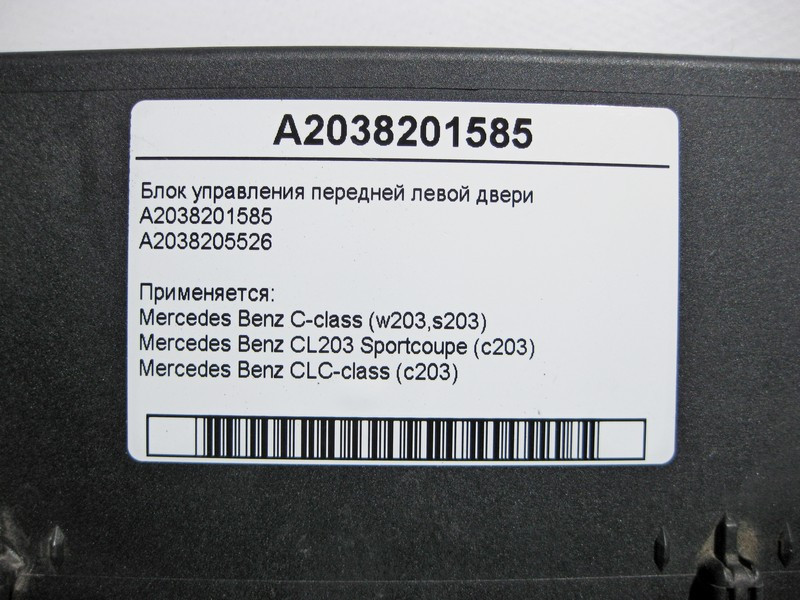 A2038201585
Блок управления передней левой двери
A2038201585
A2038205526
Применяется:
Mercedes Benz C-class (w203,s203)
Mercedes Benz CL203 Sportcoupe (c203)
Mercedes Benz CLC-class (c203)